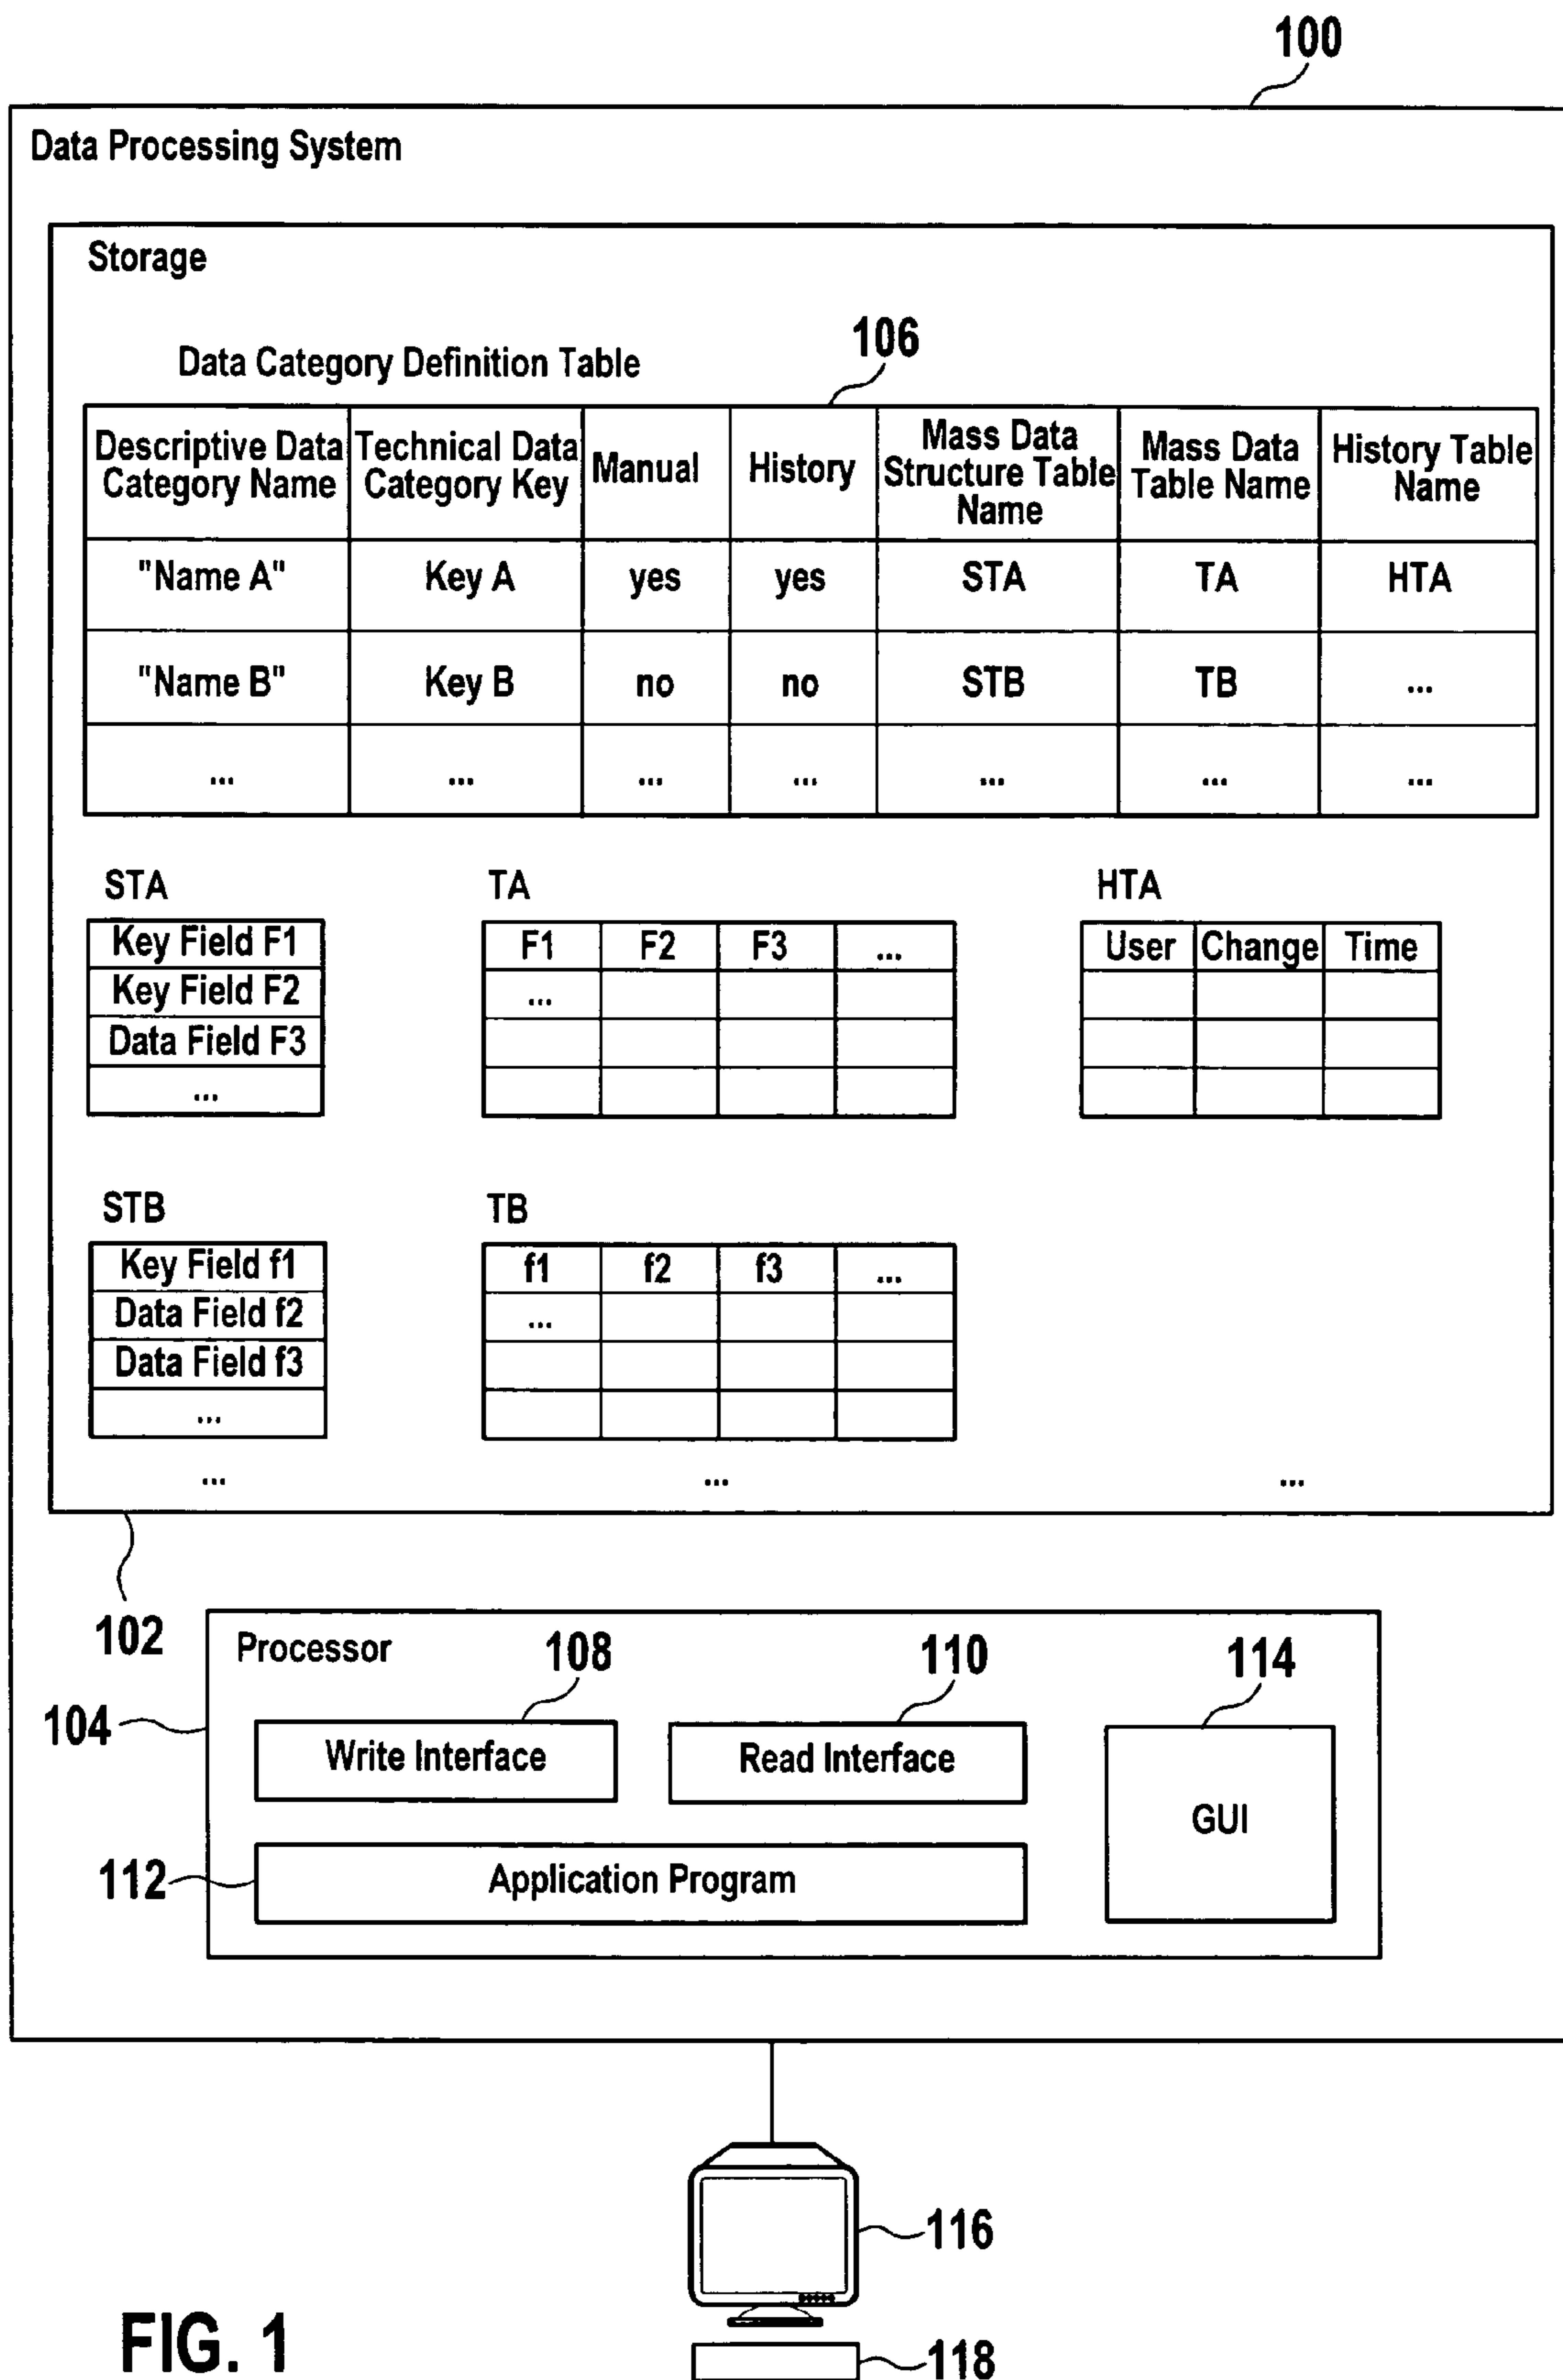 100
Data Processing System
Storage
Data Category Definition Table
106
Descriptive Data Category Name
Technical Data Category Key
Manual
History
Mass Data Structure Table Name
Mass Data Table Name
History Table Name
"Name A" Key A yes yes STA TA HTA
"Name B" Key B no no STB TB ...
... ... ... ... ... ... ...
STA TA HTA
Key Field F1
Key Field F2
Data Field F3
...
F1 F2 F3 ...
...
User Change Time
STB TB
Key Field f1
Data Field f2
Data Field f3
...
f1 f2 f3 ...
...
... ... ...
102
Processor
108
110
114
104
Write Interface
Read Interface
GUI
112
Application Program
116
FIG. 1
118